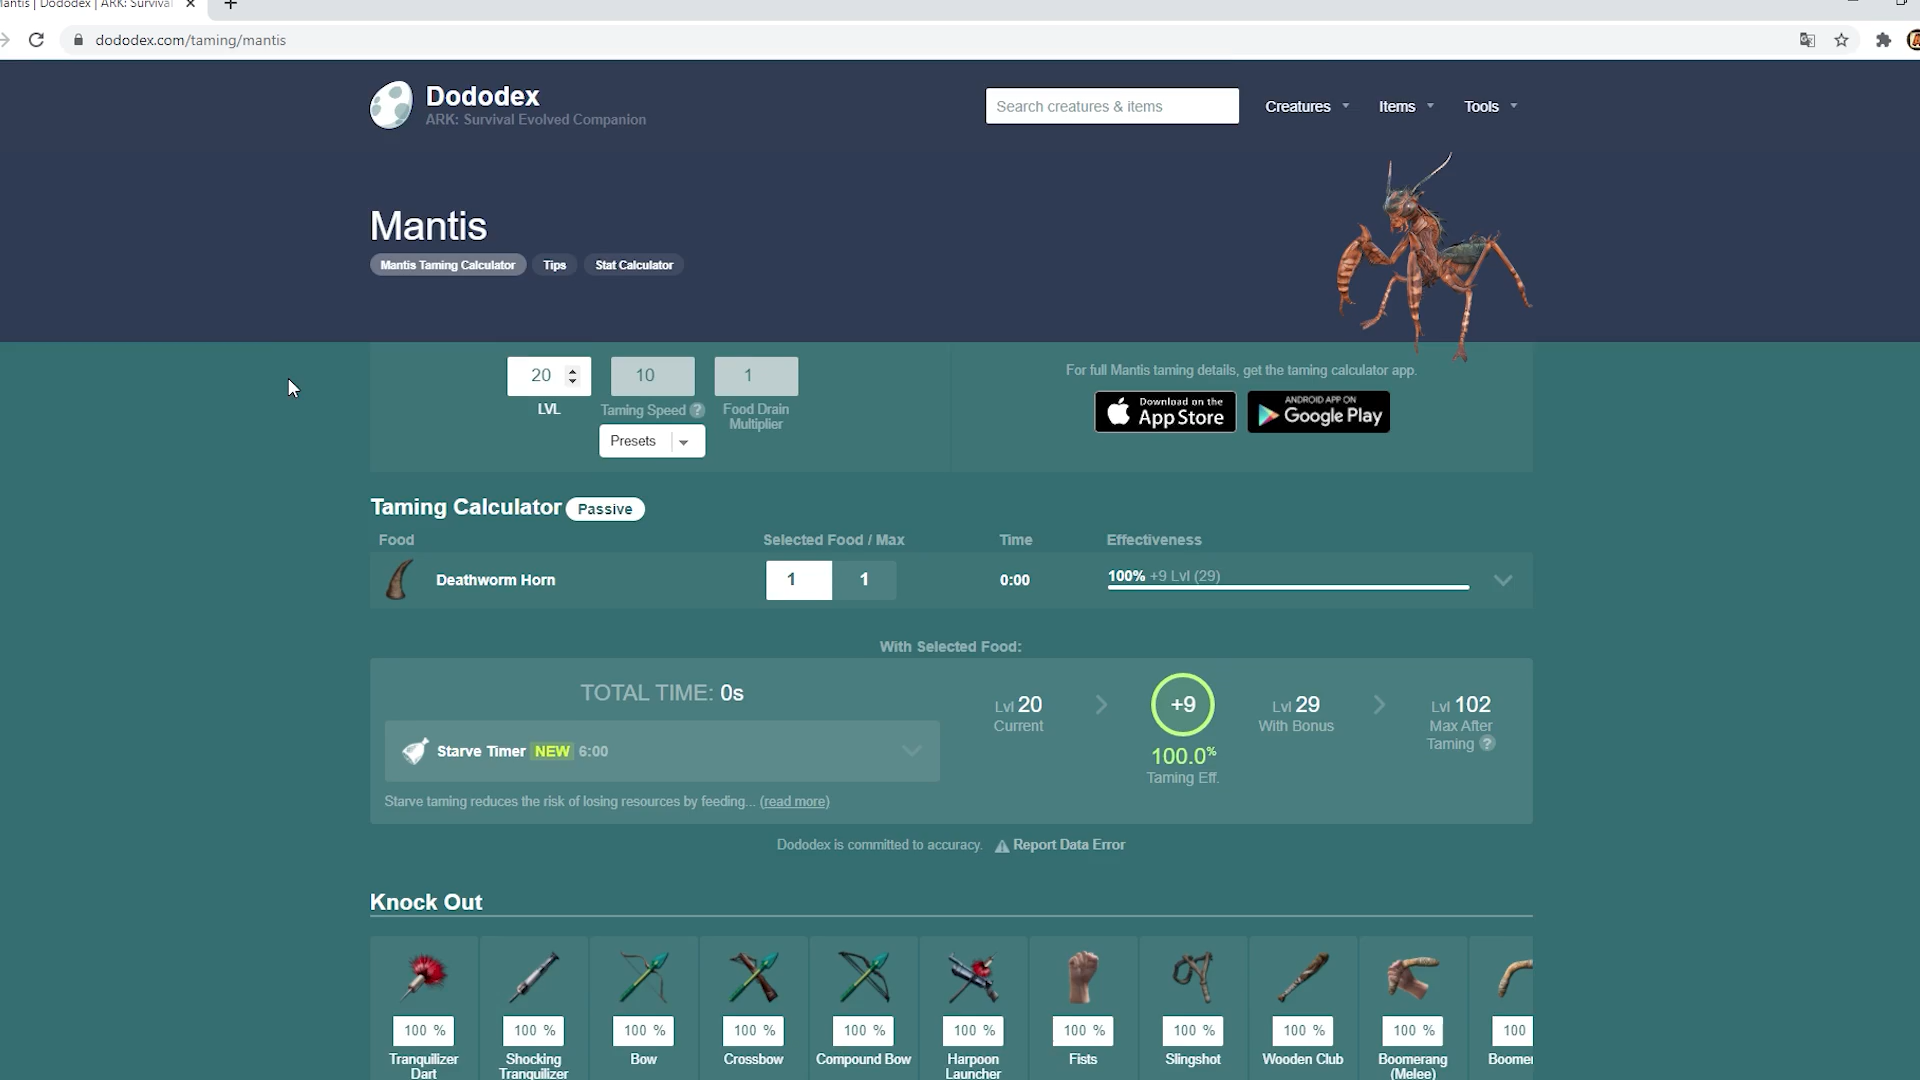 Mantis | Dododex | ARK: Survival
dododex.com/taming/mantis
Dododex
ARK: Survival Evolved Companion
Search creatures & items
Creatures
Items
Tools
Mantis
Mantis Taming Calculator
Tips
Stat Calculator
20
10
1
LVL
Taming Speed ?
Food Drain
Multiplier
Presets
For full Mantis taming details, get the taming calculator app.
Download on the
App Store
ANDROID APP ON
Google Play
Taming Calculator Passive
Food
Selected Food / Max
Time
Effectiveness
Deathworm Horn
1
1
0:00
100% +9 Lvl (29)
With Selected Food:
TOTAL TIME: 0s
Starve Timer NEW 6:00
Starve taming reduces the risk of losing resources by feeding... (read more)
Lvl 20
Current
+9
100.0%
Taming Eff.
Lvl 29
With Bonus
Lvl 102
Max After
Taming ?
Dododex is committed to accuracy. Report Data Error
Knock Out
100 %
100 %
100 %
100 %
100 %
100 %
100 %
100 %
100 %
100 %
100
Tranquilizer
Dart
Shocking
Tranquilizer
Bow
Crossbow
Compound Bow
Harpoon
Launcher
Fists
Slingshot
Wooden Club
Boomerang
(Melee)
Boomer